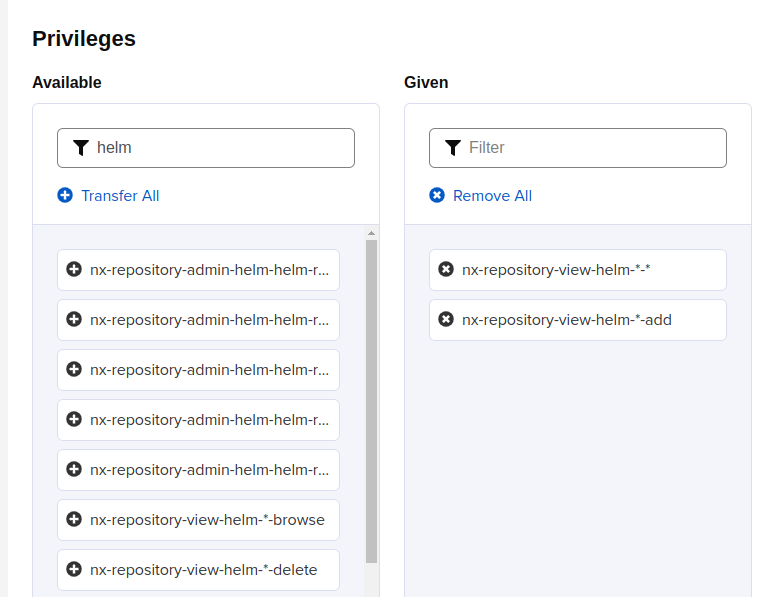 Privileges
Available
helm
Transfer All
nx-repository-admin-helm-helm-r...
nx-repository-admin-helm-helm-r...
nx-repository-admin-helm-helm-r...
nx-repository-admin-helm-helm-r...
nx-repository-admin-helm-helm-r...
nx-repository-view-helm-*-browse
nx-repository-view-helm-*-delete
Given
Filter
Remove All
nx-repository-view-helm-*-*
nx-repository-view-helm-*-add